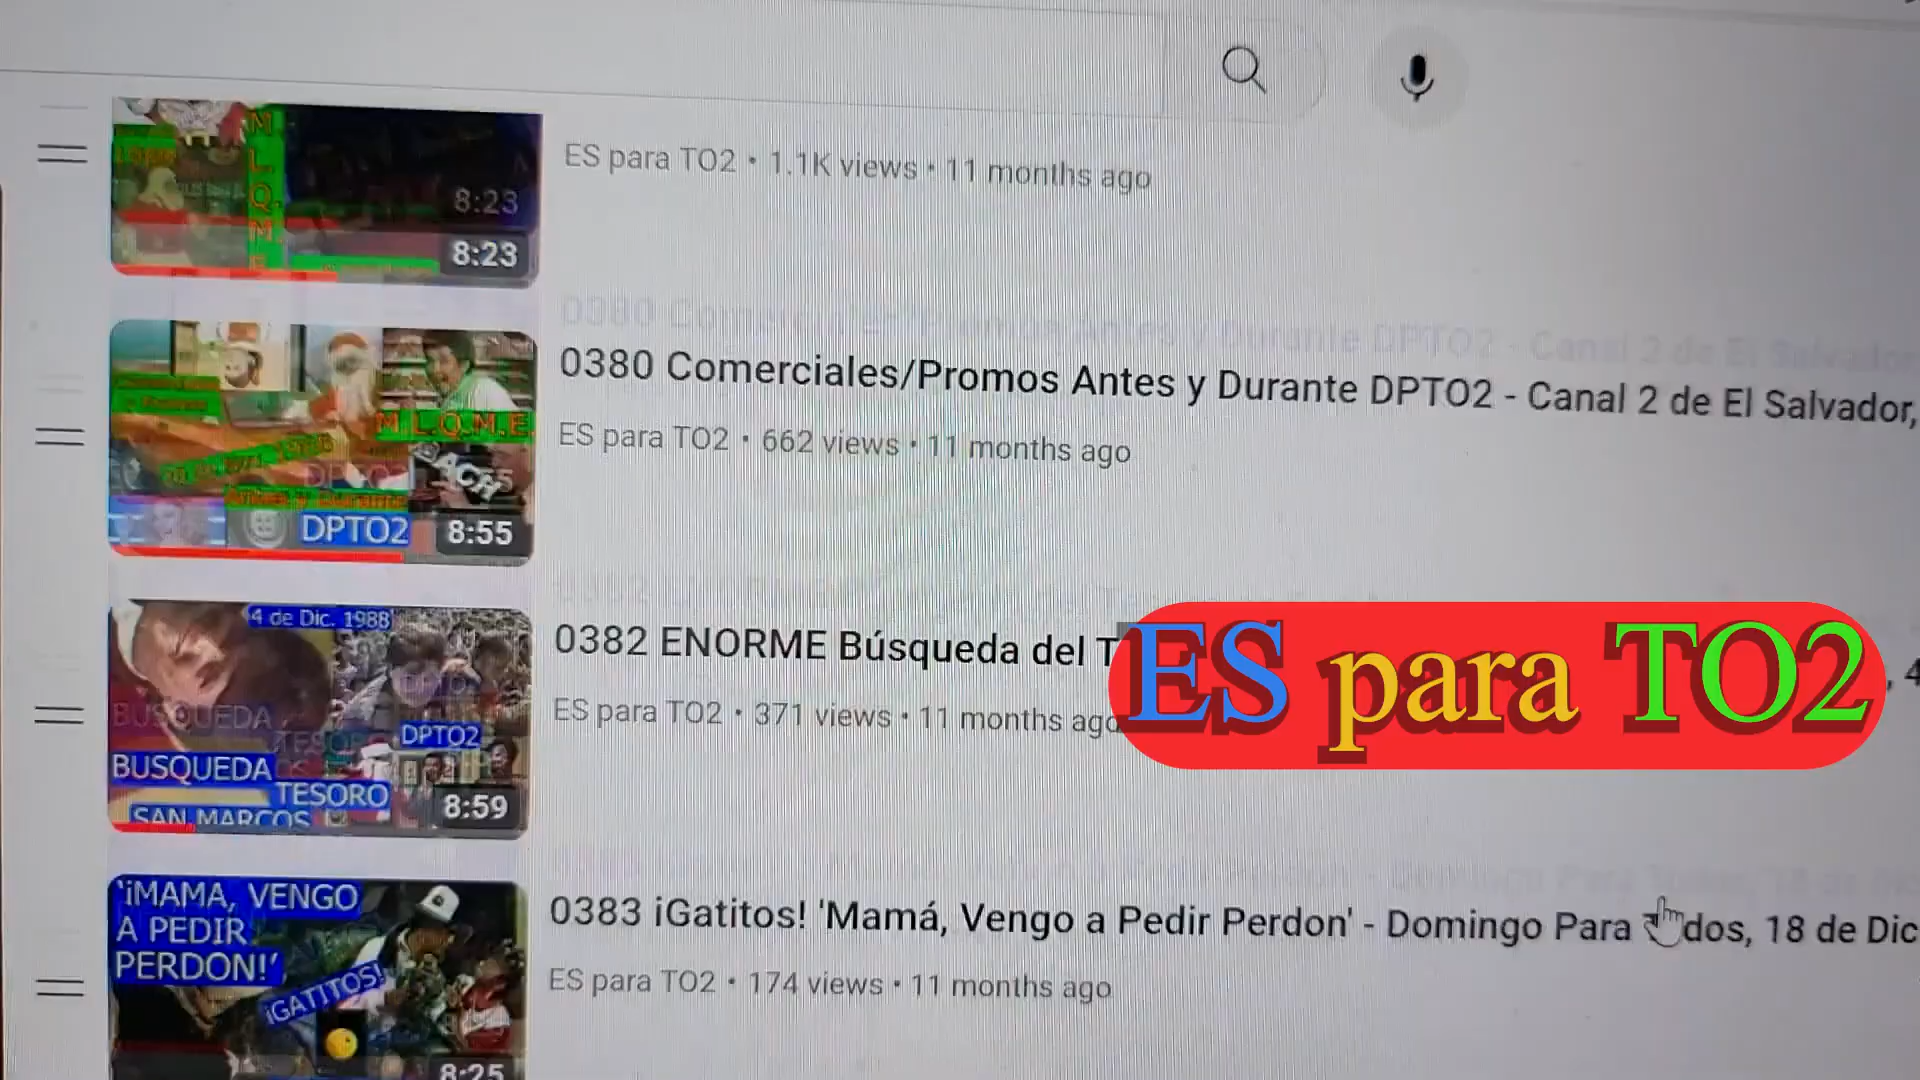 M.
L.
Q.
M.
E
8:23
8:23
ES para TO2 • 1.1K views • 11 months ago
0380 Comerciales/Promos Antes y Durante DPTO2 - Canal 2 de El Salvador,
ES para TO2 • 662 views • 11 months ago
M.L.Q.M.E.
DPTO2
8:55
4 de Dic. 1988
0382 ENORME Búsqueda del T
, 4
ES para TO2 • 371 views • 11 months ago
ES para TO2
DPTO2
BUSQUEDA
TESORO
SAN MARCOS
8:59
'¡MAMA, VENGO
A PEDIR
PERDON!'
¡GATITOS!
8:25
0383 ¡Gatitos! 'Mamá, Vengo a Pedir Perdon' - Domingo Para dos, 18 de Dic
ES para TO2 • 174 views • 11 months ago